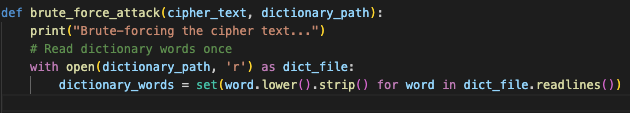 def brute_force_attack(cipher_text, dictionary_path):
    print("Brute-forcing the cipher text...")
    # Read dictionary words once
    with open(dictionary_path, 'r') as dict_file:
        dictionary_words = set(word.lower().strip() for word in dict_file.readlines())